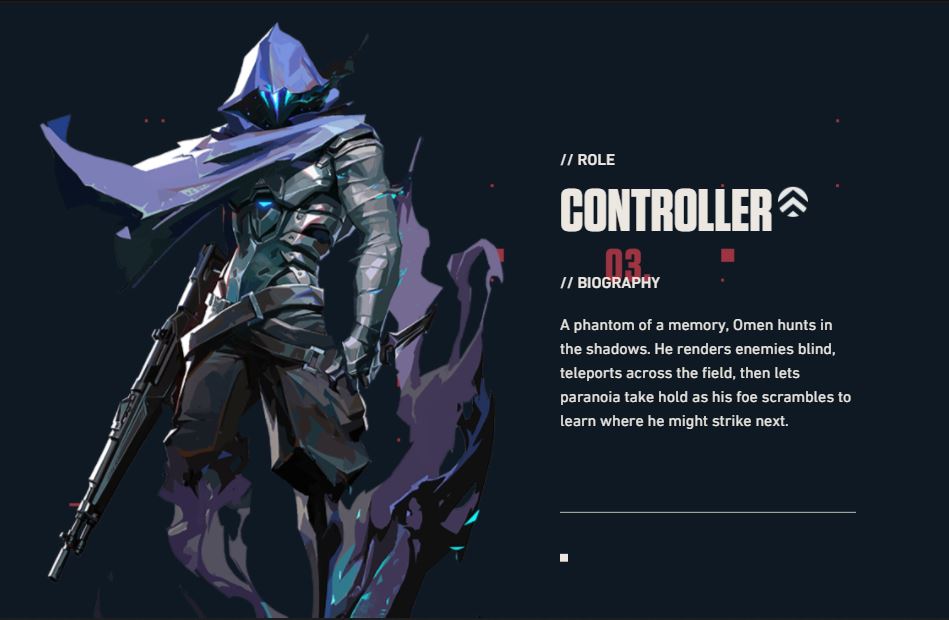 // ROLE
CONTROLLER
03.
// BIOGRAPHY
A phantom of a memory, Omen hunts in
the shadows. He renders enemies blind,
teleports across the field, then lets
paranoia take hold as his foe scrambles to
learn where he might strike next.